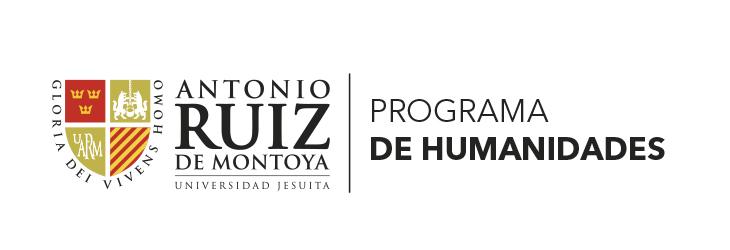 GLORIA DEI VIVENS HOMO
UARM
ANTONIO
RUIZ
DE MONTOYA
UNIVERSIDAD JESUITA
PROGRAMA
DE HUMANIDADES